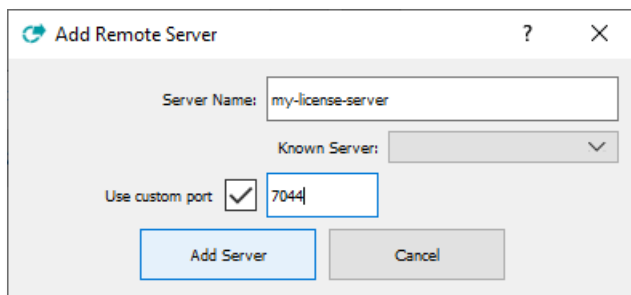 Add Remote Server ?
Server Name: my-license-server
Known Server:
Use custom port 7044
Add Server Cancel